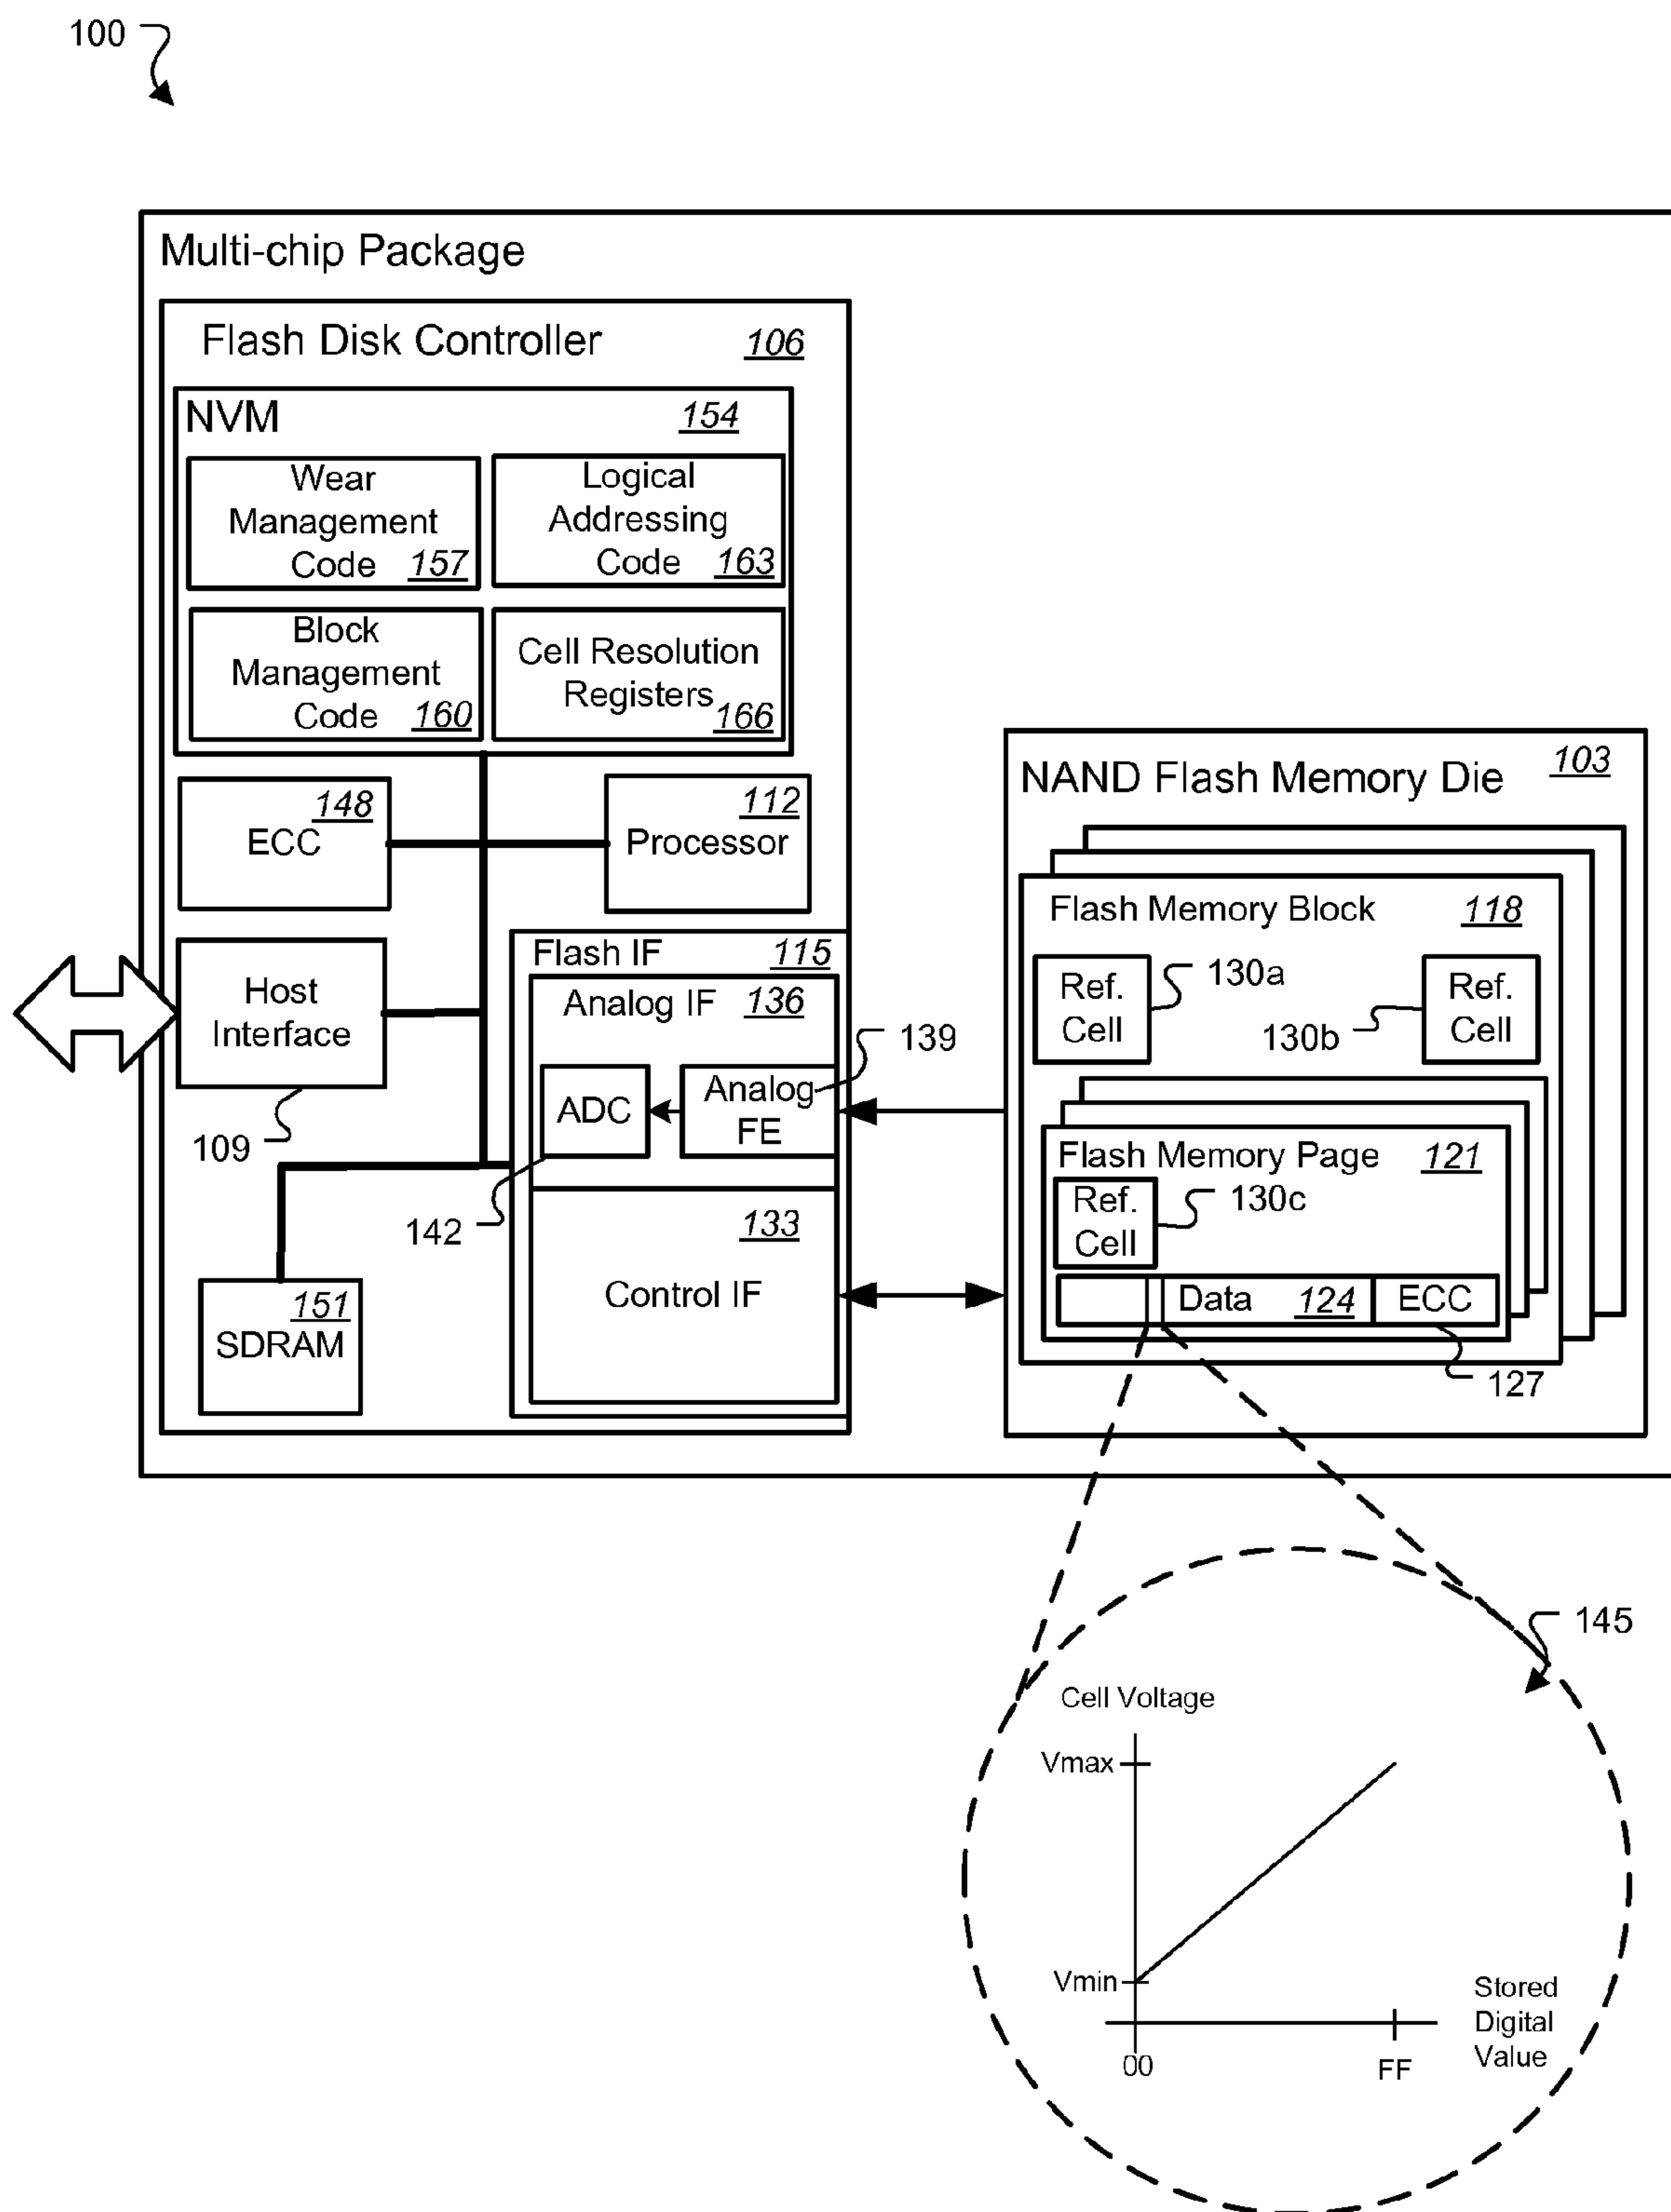 100
Multi-chip Package
Flash Disk Controller 106
NVM 154
Wear
Management
Code 157
Logical
Addressing
Code 163
Block
Management
Code 160
Cell Resolution
Registers 166
148
ECC
112
Processor
Host
Interface
109
Flash IF 115
Analog IF 136
139
ADC
Analog
FE
142
133
Control IF
151
SDRAM
NAND Flash Memory Die 103
Flash Memory Block 118
Ref.
Cell
130a
130b
Ref.
Cell
Flash Memory Page 121
Ref.
Cell
130c
Data 124 ECC
127
145
Cell Voltage
Vmax
Vmin
00
FF
Stored
Digital
Value